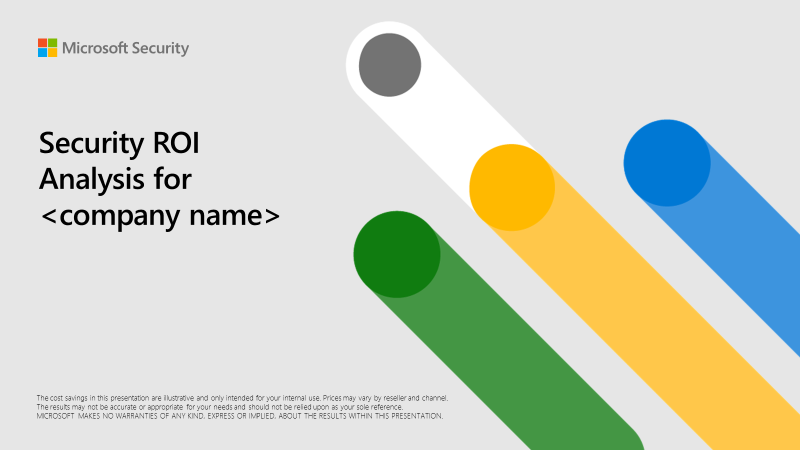 Microsoft Security
Security ROI
Analysis for
<company name>
The cost savings in this presentation are illustrative and only intended for your internal use. Prices may vary by reseller and channel.
The results may not be accurate or appropriate for your needs and should not be relied upon as your sole reference.
MICROSOFT MAKES NO WARRANTIES OF ANY KIND, EXPRESS OR IMPLIED, ABOUT THE RESULTS WITHIN THIS PRESENTATION.